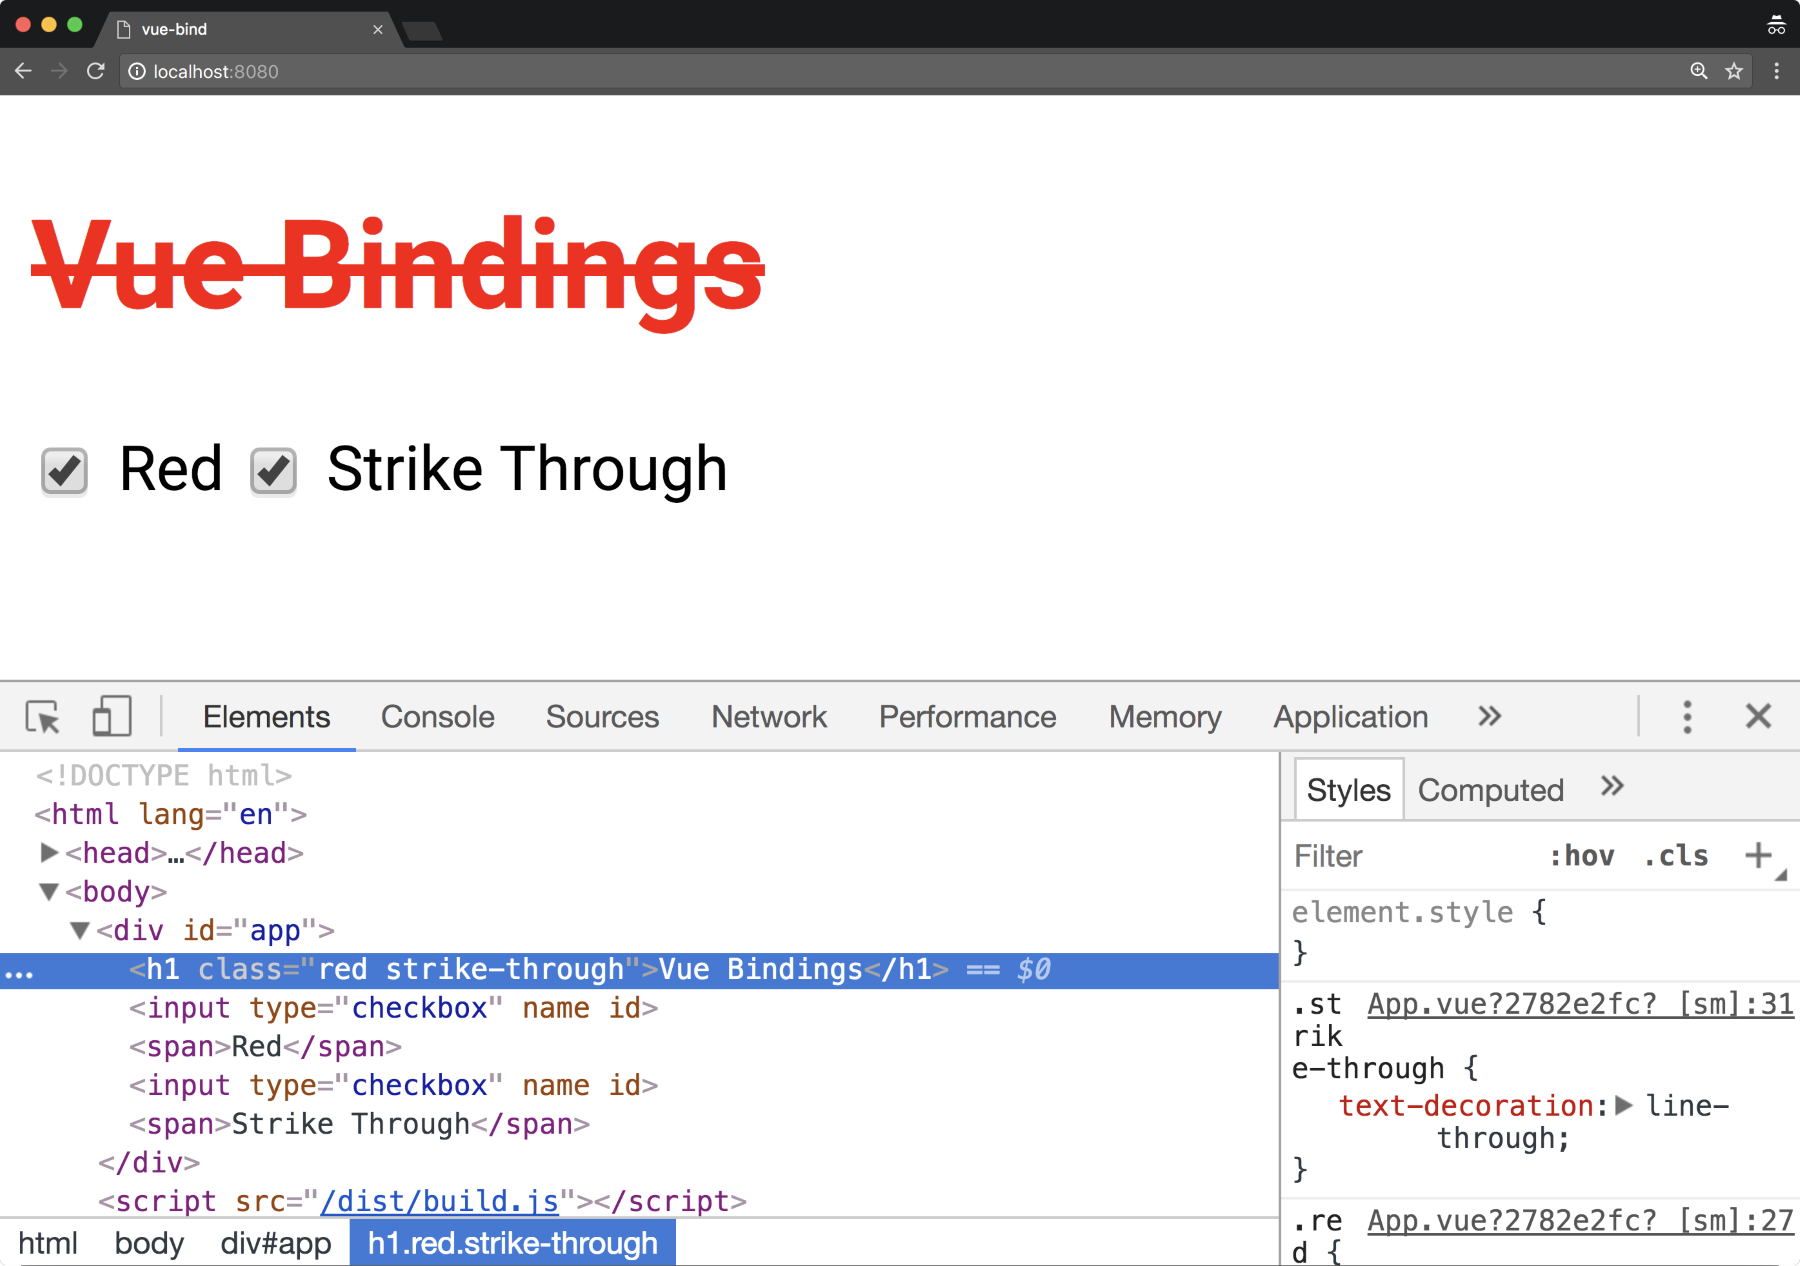 vue-bind
localhost:8080
Vue Bindings
Red Strike Through
Elements Console Sources Network Performance Memory Application »
<!DOCTYPE html>
<html lang="en">
<head>…</head>
<body>
<div id="app">
... <h1 class="red strike-through">Vue Bindings</h1> == $0
<input type="checkbox" name id>
<span>Red</span>
<input type="checkbox" name id>
<span>Strike Through</span>
</div>
<script src="/dist/build.js"></script>
html body div#app h1.red.strike-through
Styles Computed »
Filter :hov .cls +
element.style {
}
.st App.vue?2782e2fc? [sm]:31
rik
e-through {
text-decoration: line-
through;
}
.re App.vue?2782e2fc? [sm]:27
d {